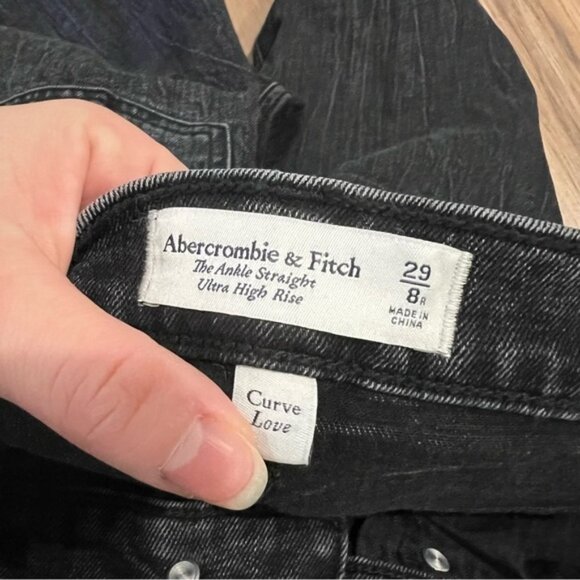 Abercrombie & Fitch
The Ankle Straight
Ultra High Rise
29
8R
MADE IN
CHINA
Curve
Love